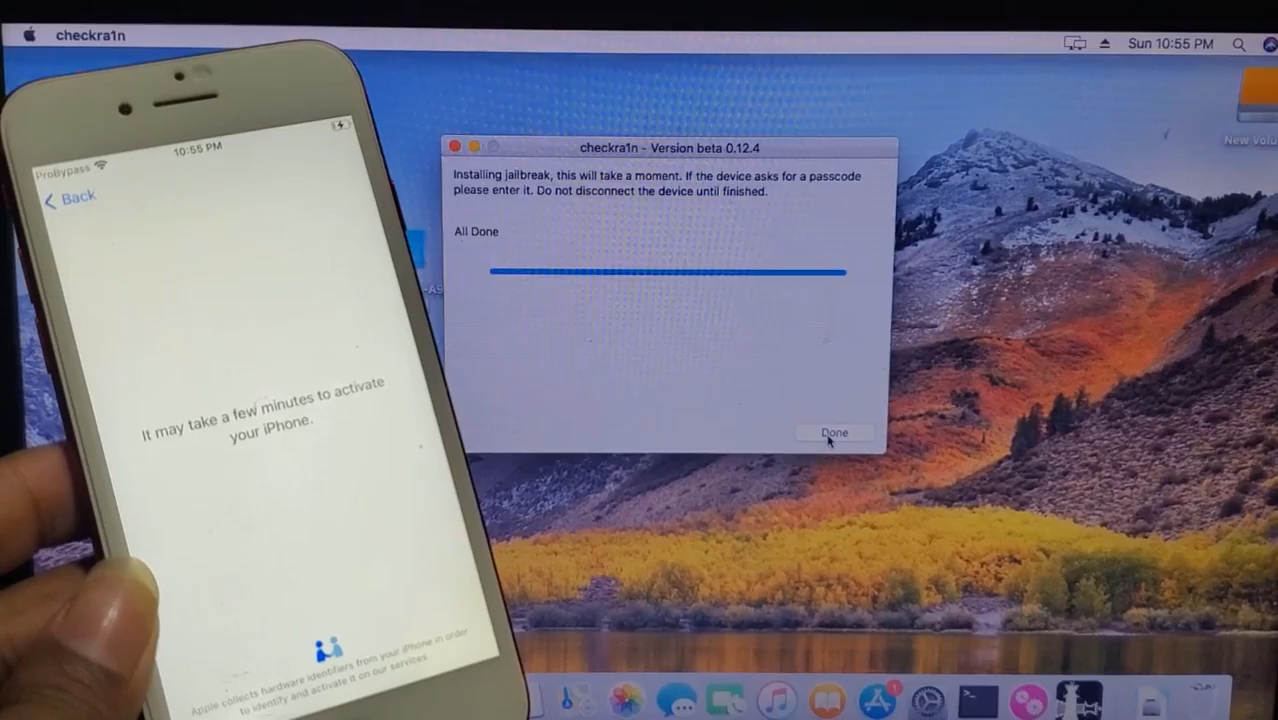 checkra1n
Sun 10:55 PM
New Volu
ProBypass
10:55 PM
Back
It may take a few minutes to activate
your iPhone.
Apple collects hardware identifiers from your iPhone in order
to identify and activate it on our services.
checkra1n - Version beta 0.12.4
Installing jailbreak, this will take a moment. If the device asks for a passcode
please enter it. Do not disconnect the device until finished.
All Done
Done
-A9
1